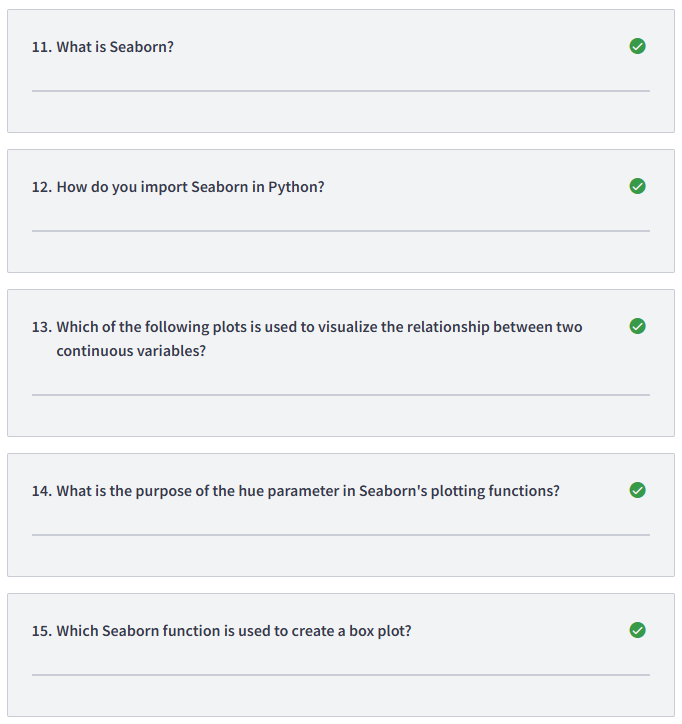 11. What is Seaborn?
12. How do you import Seaborn in Python?
13. Which of the following plots is used to visualize the relationship between two
continuous variables?
14. What is the purpose of the hue parameter in Seaborn's plotting functions?
15. Which Seaborn function is used to create a box plot?